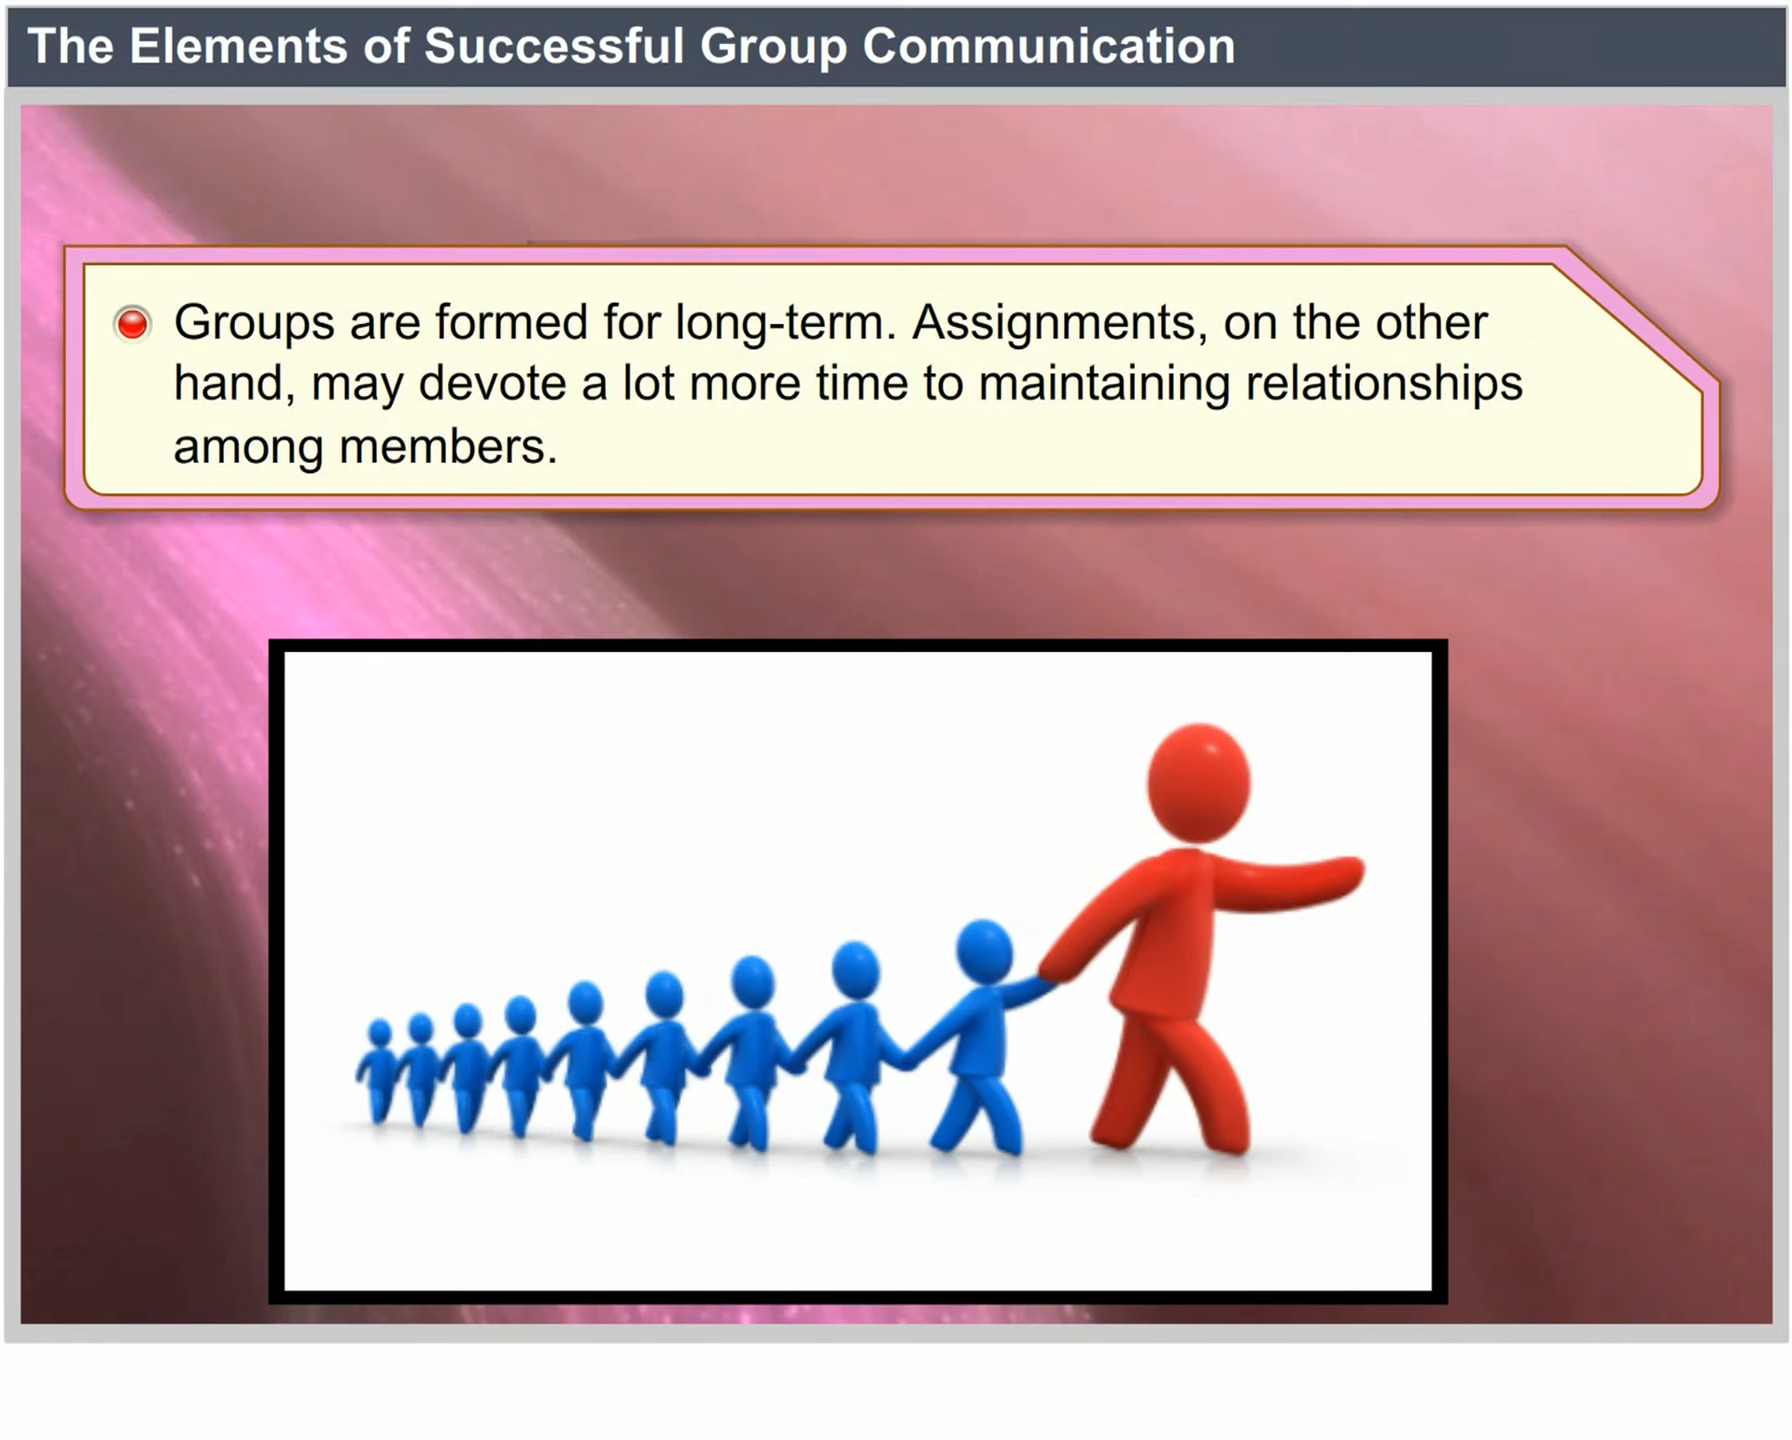 The Elements of Successful Group Communication
Groups are formed for long-term. Assignments, on the other
hand, may devote a lot more time to maintaining relationships
among members.